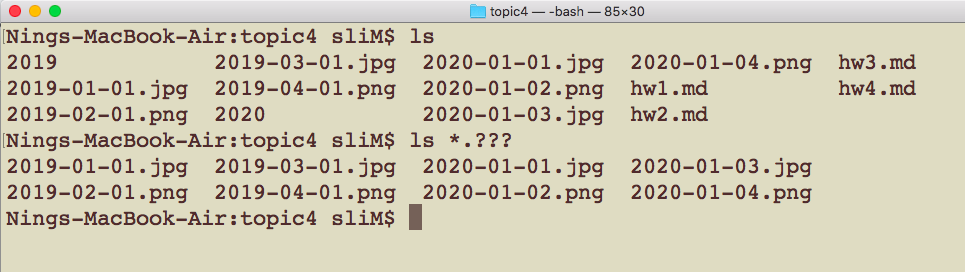 topic4 — -bash — 85×30
Nings-MacBook-Air:topic4 sliM$ ls
2019 2019-03-01.jpg 2020-01-01.jpg 2020-01-04.png hw3.md
2019-01-01.jpg 2019-04-01.png 2020-01-02.png hw1.md hw4.md
2019-02-01.png 2020 2020-01-03.jpg hw2.md
Nings-MacBook-Air:topic4 sliM$ ls *.???
2019-01-01.jpg 2019-03-01.jpg 2020-01-01.jpg 2020-01-03.jpg
2019-02-01.png 2019-04-01.png 2020-01-02.png 2020-01-04.png
Nings-MacBook-Air:topic4 sliM$